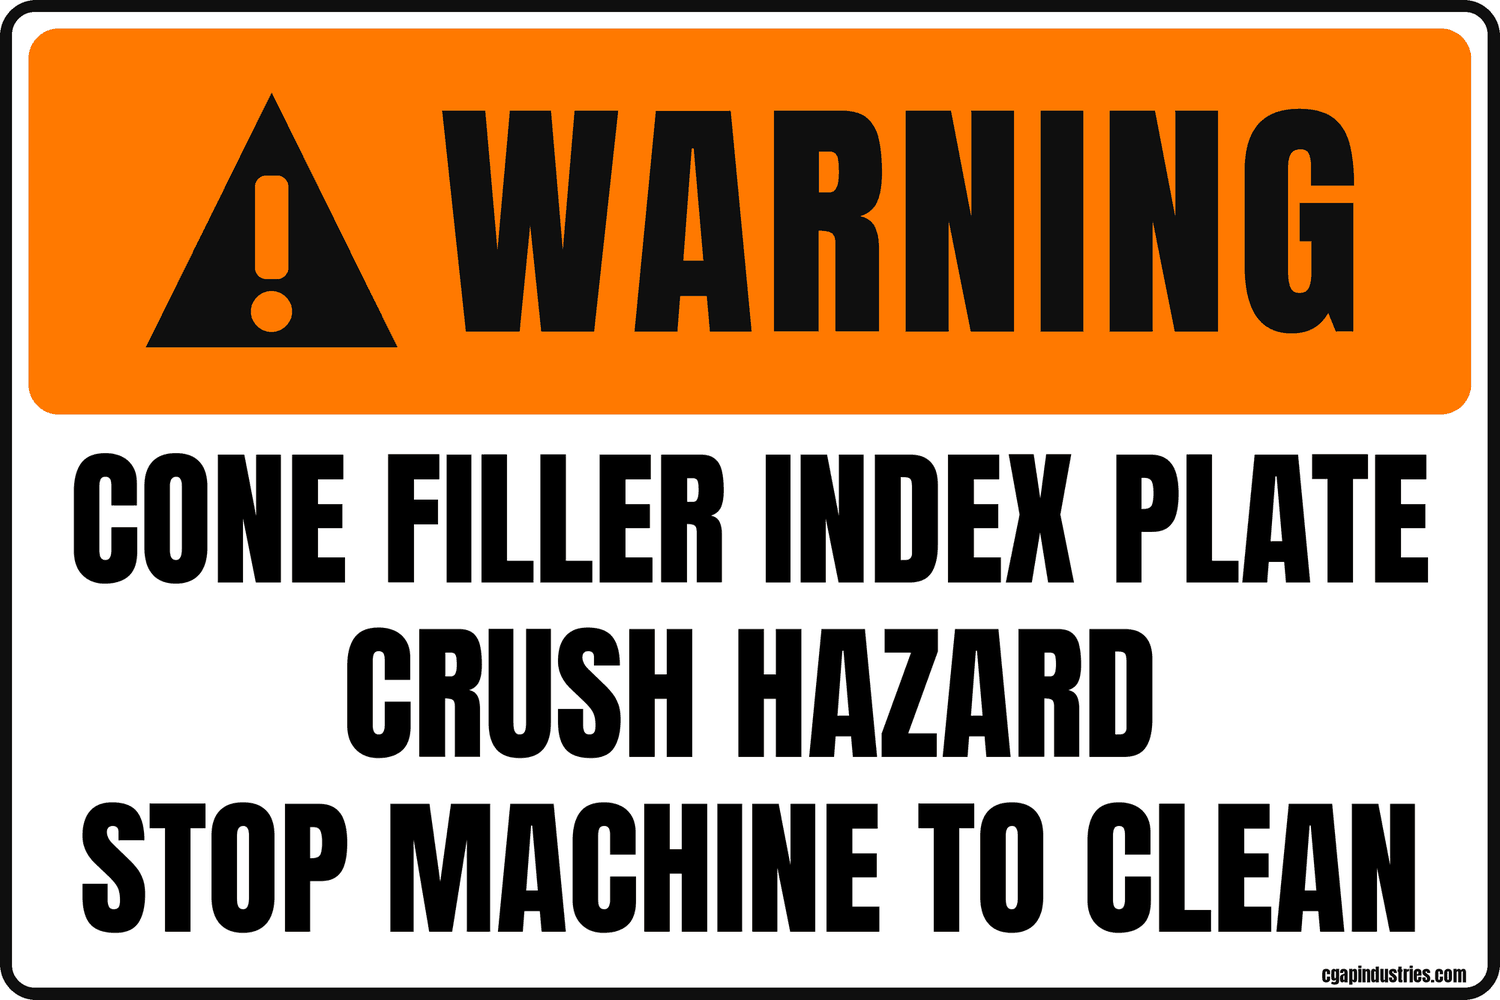 WARNING
CONE FILLER INDEX PLATE
CRUSH HAZARD
STOP MACHINE TO CLEAN
cgapindustries.com